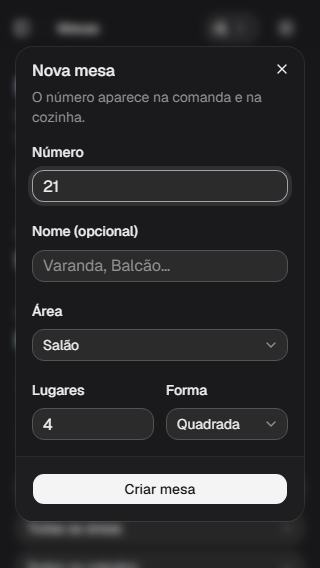 Nova mesa
O número aparece na comanda e na
cozinha.
Número
21
Nome (opcional)
Varanda, Balcão...
Área
Salão
Lugares
Forma
4
Quadrada
Criar mesa